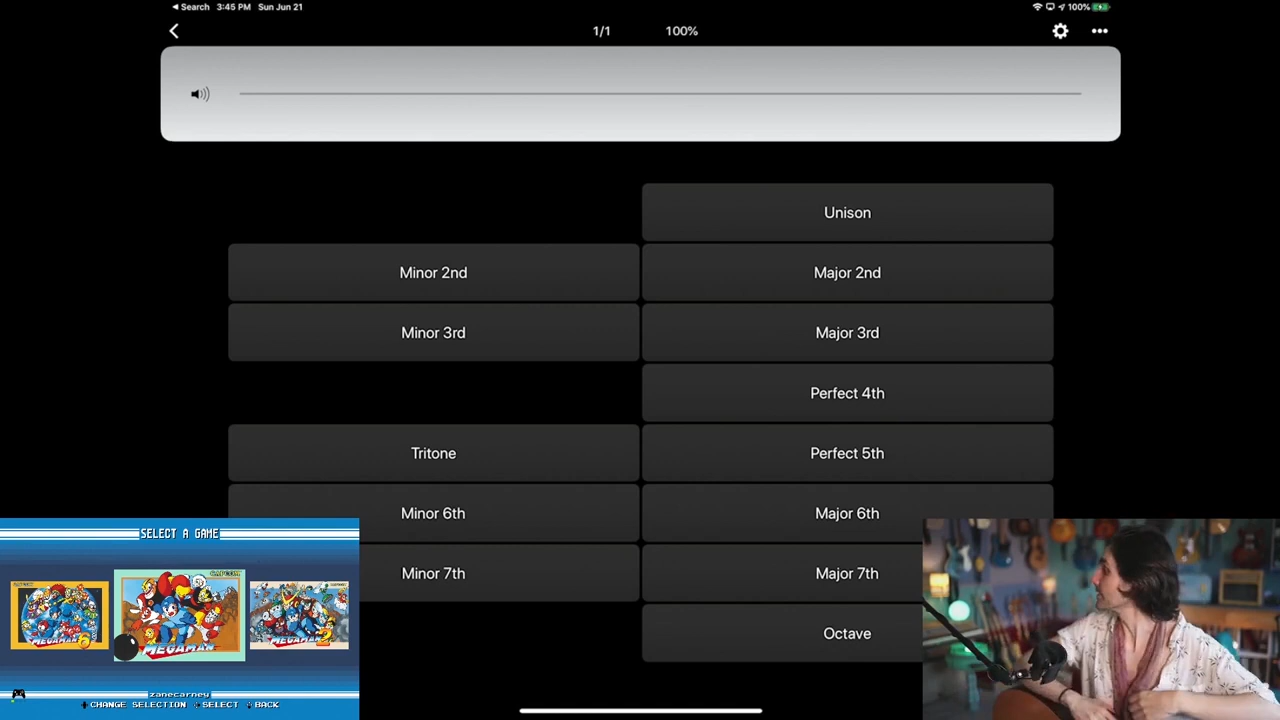 Search 3:45 PM Sun Jun 21 100%
1/1 100%
Unison
Minor 2nd Major 2nd
Minor 3rd Major 3rd
Perfect 4th
Tritone Perfect 5th
Minor 6th Major 6th
Minor 7th Major 7th
Octave
SELECT A GAME
CAPCOM
MEGAMAN 6
MEGAMAN
MEGAMAN 2
zanecarney
CHANGE SELECTION SELECT BACK